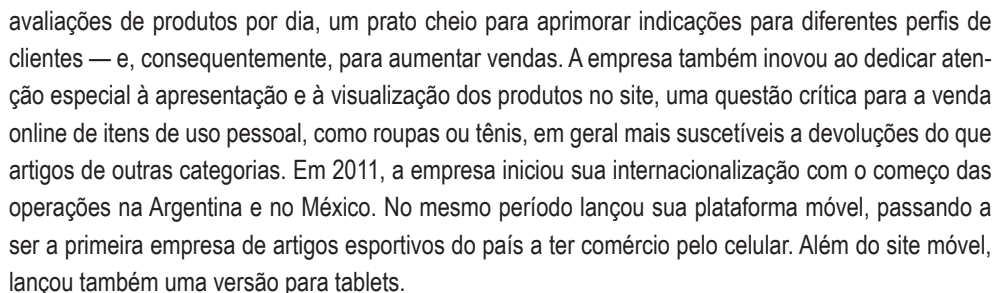 avaliações de produtos por dia, um prato cheio para aprimorar indicações para diferentes perfis de
clientes — e, consequentemente, para aumentar vendas. A empresa também inovou ao dedicar aten-
ção especial à apresentação e à visualização dos produtos no site, uma questão crítica para a venda
online de itens de uso pessoal, como roupas ou tênis, em geral mais suscetíveis a devoluções do que
artigos de outras categorias. Em 2011, a empresa iniciou sua internacionalização com o começo das
operações na Argentina e no México. No mesmo período lançou sua plataforma móvel, passando a
ser a primeira empresa de artigos esportivos do país a ter comércio pelo celular. Além do site móvel,
lançou também uma versão para tablets.